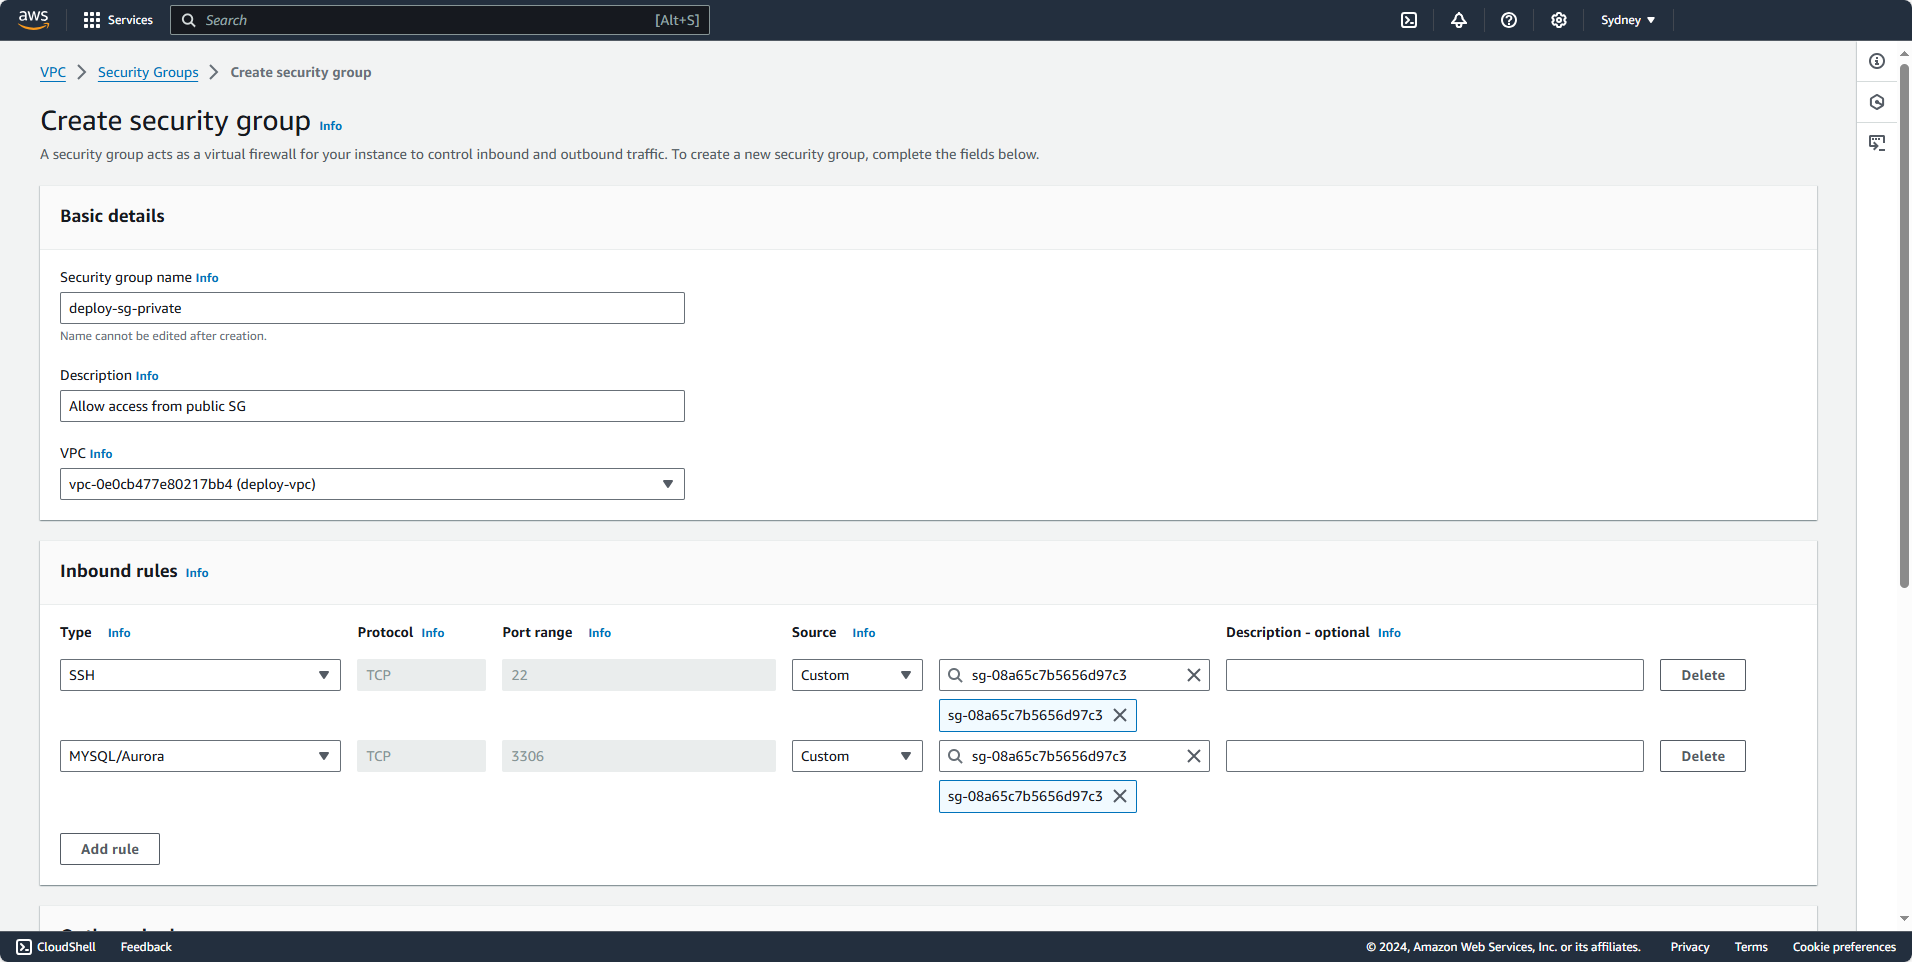 aws Services Search [Alt+S] Sydney
VPC Security Groups Create security group
Create security group Info
A security group acts as a virtual firewall for your instance to control inbound and outbound traffic. To create a new security group, complete the fields below.
Basic details
Security group name Info
deploy-sg-private
Name cannot be edited after creation.
Description Info
Allow access from public SG
VPC Info
vpc-0e0cb477e80217bb4 (deploy-vpc)
Inbound rules Info
Type Info Protocol Info Port range Info Source Info Description - optional Info
SSH TCP 22 Custom sg-08a65c7b5656d97c3 Delete
sg-08a65c7b5656d97c3
MYSQL/Aurora TCP 3306 Custom sg-08a65c7b5656d97c3 Delete
sg-08a65c7b5656d97c3
Add rule
CloudShell Feedback © 2024, Amazon Web Services, Inc. or its affiliates. Privacy Terms Cookie preferences